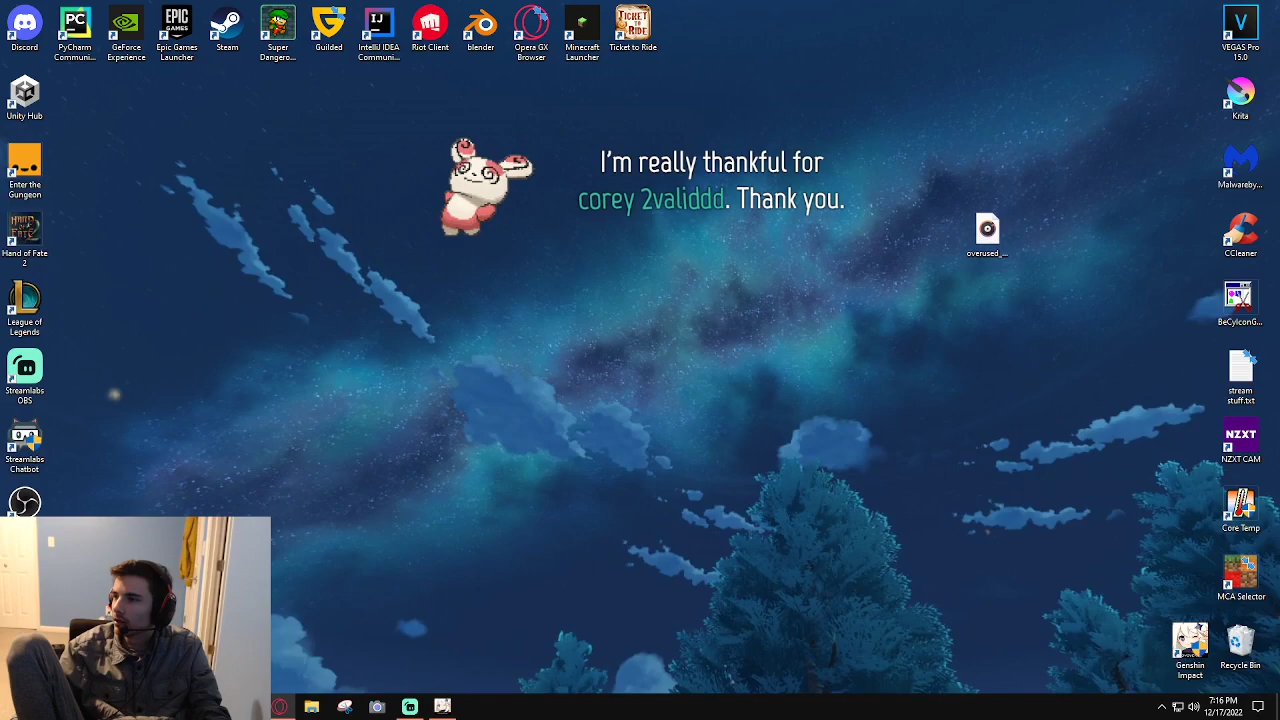 Discord
PyCharm
Communi...
GeForce
Experience
Epic Games
Launcher
Steam
Super
Dangero...
Guilded
IntelliJ IDEA
Communi...
Riot Client
blender
Opera GX
Browser
Minecraft
Launcher
Ticket to Ride
VEGAS Pro
15.0
Unity Hub
Krita
Enter the
Gungeon
I'm really thankful for
corey 2validdd. Thank you.
Malwareby...
Hand of Fate
2
overused_...
CCleaner
League of
Legends
BeCyIconG...
Streamlabs
OBS
stream
stuff.txt
Streamlabs
Chatbot
NZXT
NZXT CAM
Core Temp
MCA Selector
Genshin
Impact
Recycle Bin
7:16 PM
12/17/2022